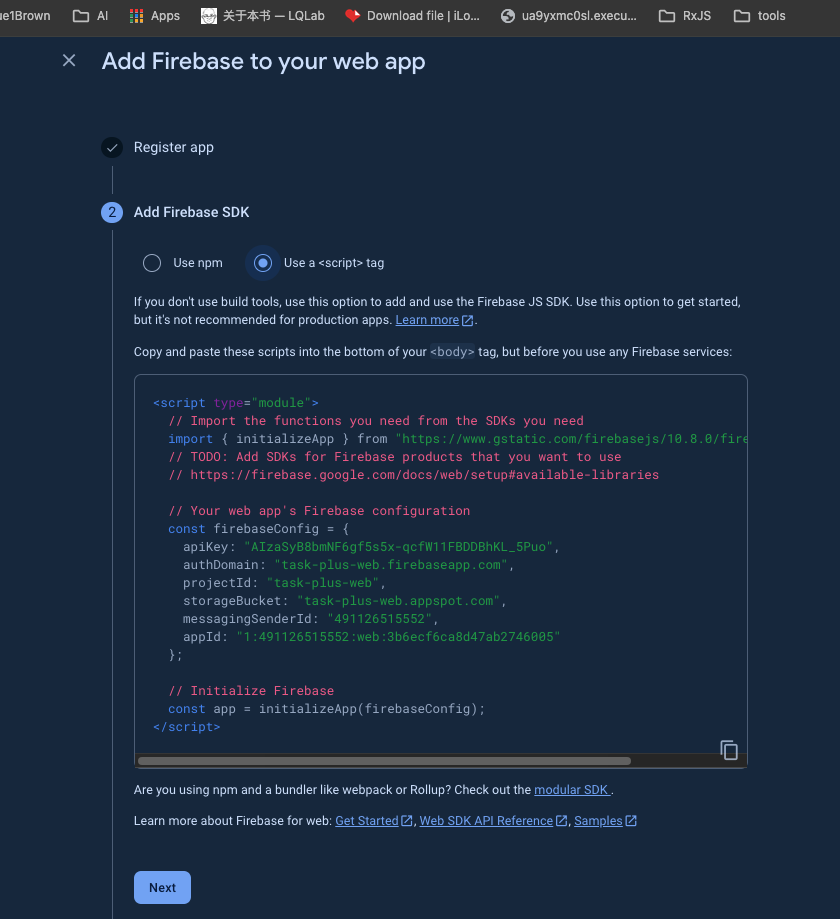 ue1Brown AI Apps 关于本书 — LQLab Download file | iLo... ua9yxmc0sl.execu... RxJS tools
Add Firebase to your web app
Register app
2 Add Firebase SDK
Use npm Use a <script> tag
If you don't use build tools, use this option to add and use the Firebase JS SDK. Use this option to get started,
but it's not recommended for production apps. Learn more.
Copy and paste these scripts into the bottom of your <body> tag, but before you use any Firebase services:
<script type="module">
// Import the functions you need from the SDKs you need
import { initializeApp } from "https://www.gstatic.com/firebasejs/10.8.0/fire
// TODO: Add SDKs for Firebase products that you want to use
// https://firebase.google.com/docs/web/setup#available-libraries
// Your web app's Firebase configuration
const firebaseConfig = {
apiKey: "AIzaSyB8bmNF6gf5s5x-qcfW11FBDDBhKL_5Puo",
authDomain: "task-plus-web.firebaseapp.com",
projectId: "task-plus-web",
storageBucket: "task-plus-web.appspot.com",
messagingSenderId: "491126515552",
appId: "1:491126515552:web:3b6ecf6ca8d47ab2746005"
};
// Initialize Firebase
const app = initializeApp(firebaseConfig);
</script>
Are you using npm and a bundler like webpack or Rollup? Check out the modular SDK .
Learn more about Firebase for web: Get Started, Web SDK API Reference, Samples
Next